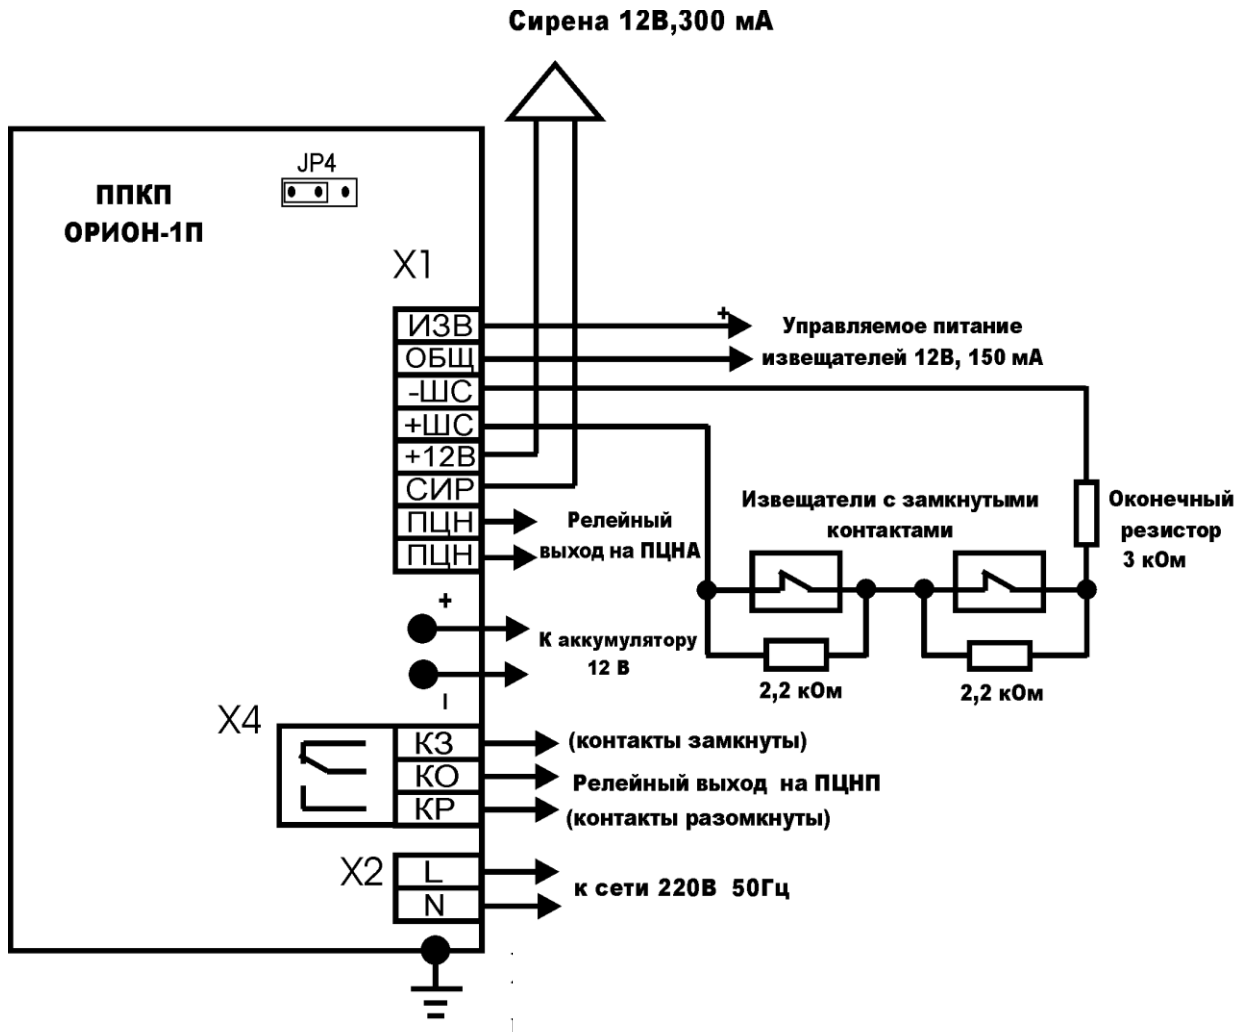 Сирена 12В,300 мА
JP4
ППКП
ОРИОН-1П
X1
ИЗВ
ОБЩ
-ШС
+ШС
+12В
СИР
ПЦН
ПЦН
+
Управляемое питание
извещателей 12В, 150 мА
Извещатели с замкнутыми
контактами
Оконечный
резистор
3 кОм
2,2 кОм
2,2 кОм
Релейный
выход на ПЦНА
+
К аккумулятору
12 В
X4
КЗ
КО
КР
(контакты замкнуты)
Релейный выход на ПЦНП
(контакты разомкнуты)
X2
L
N
к сети 220В 50Гц